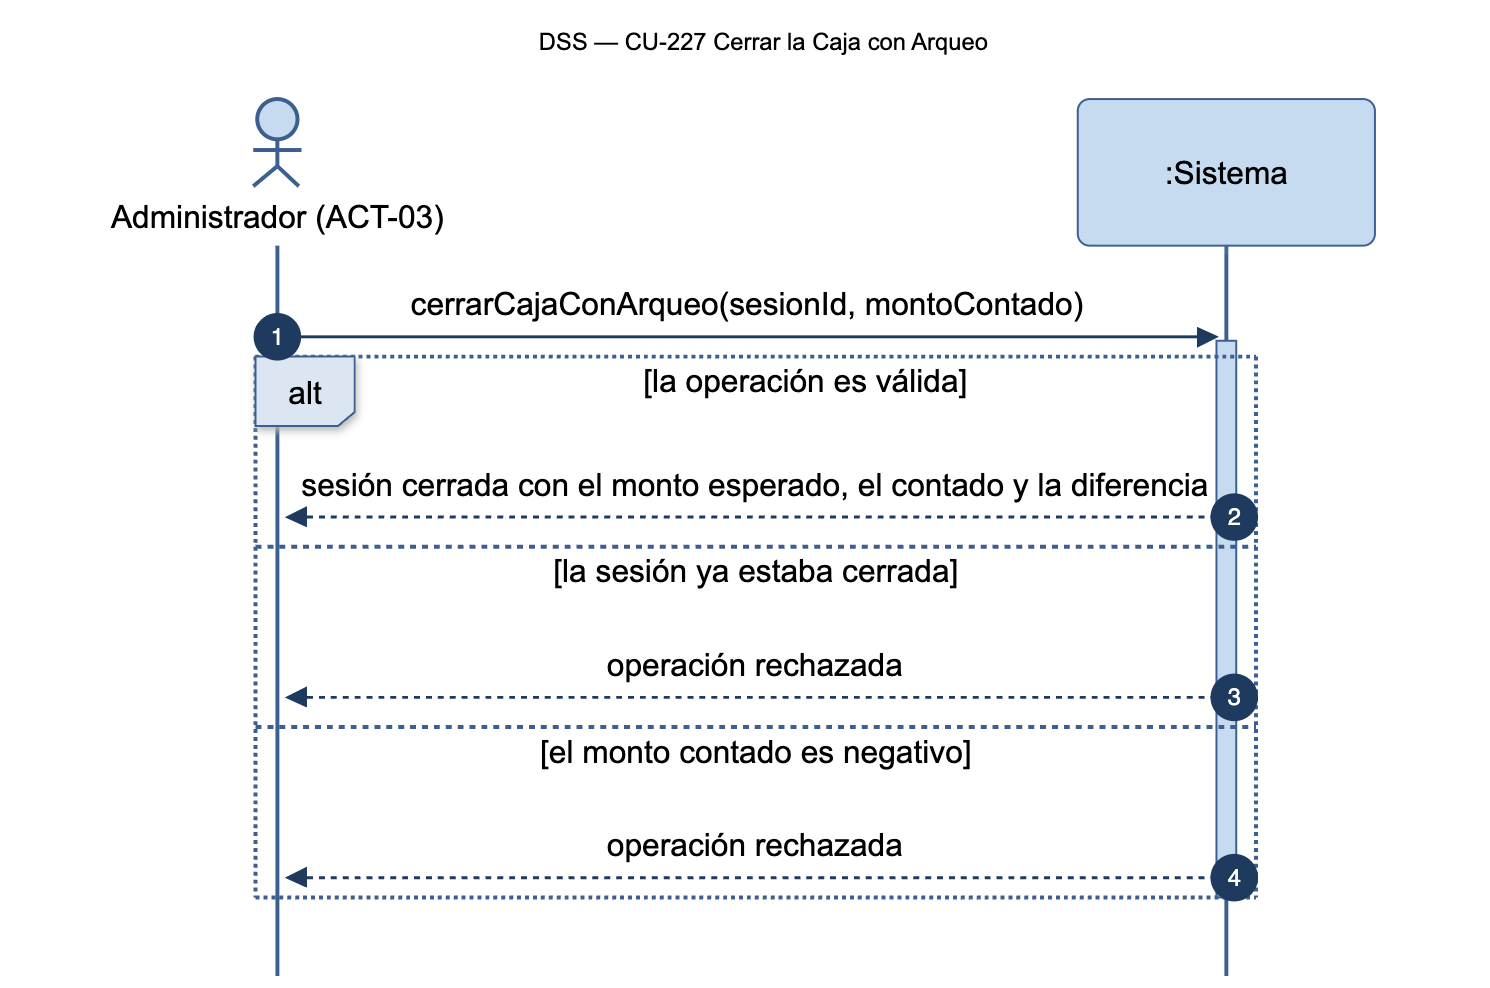 DSS — CU-227 Cerrar la Caja con Arqueo
Administrador (ACT-03)
:Sistema
cerrarCajaConArqueo(sesionId, montoContado)
1
alt
[la operación es válida]
sesión cerrada con el monto esperado, el contado y la diferencia
2
[la sesión ya estaba cerrada]
operación rechazada
3
[el monto contado es negativo]
operación rechazada
4